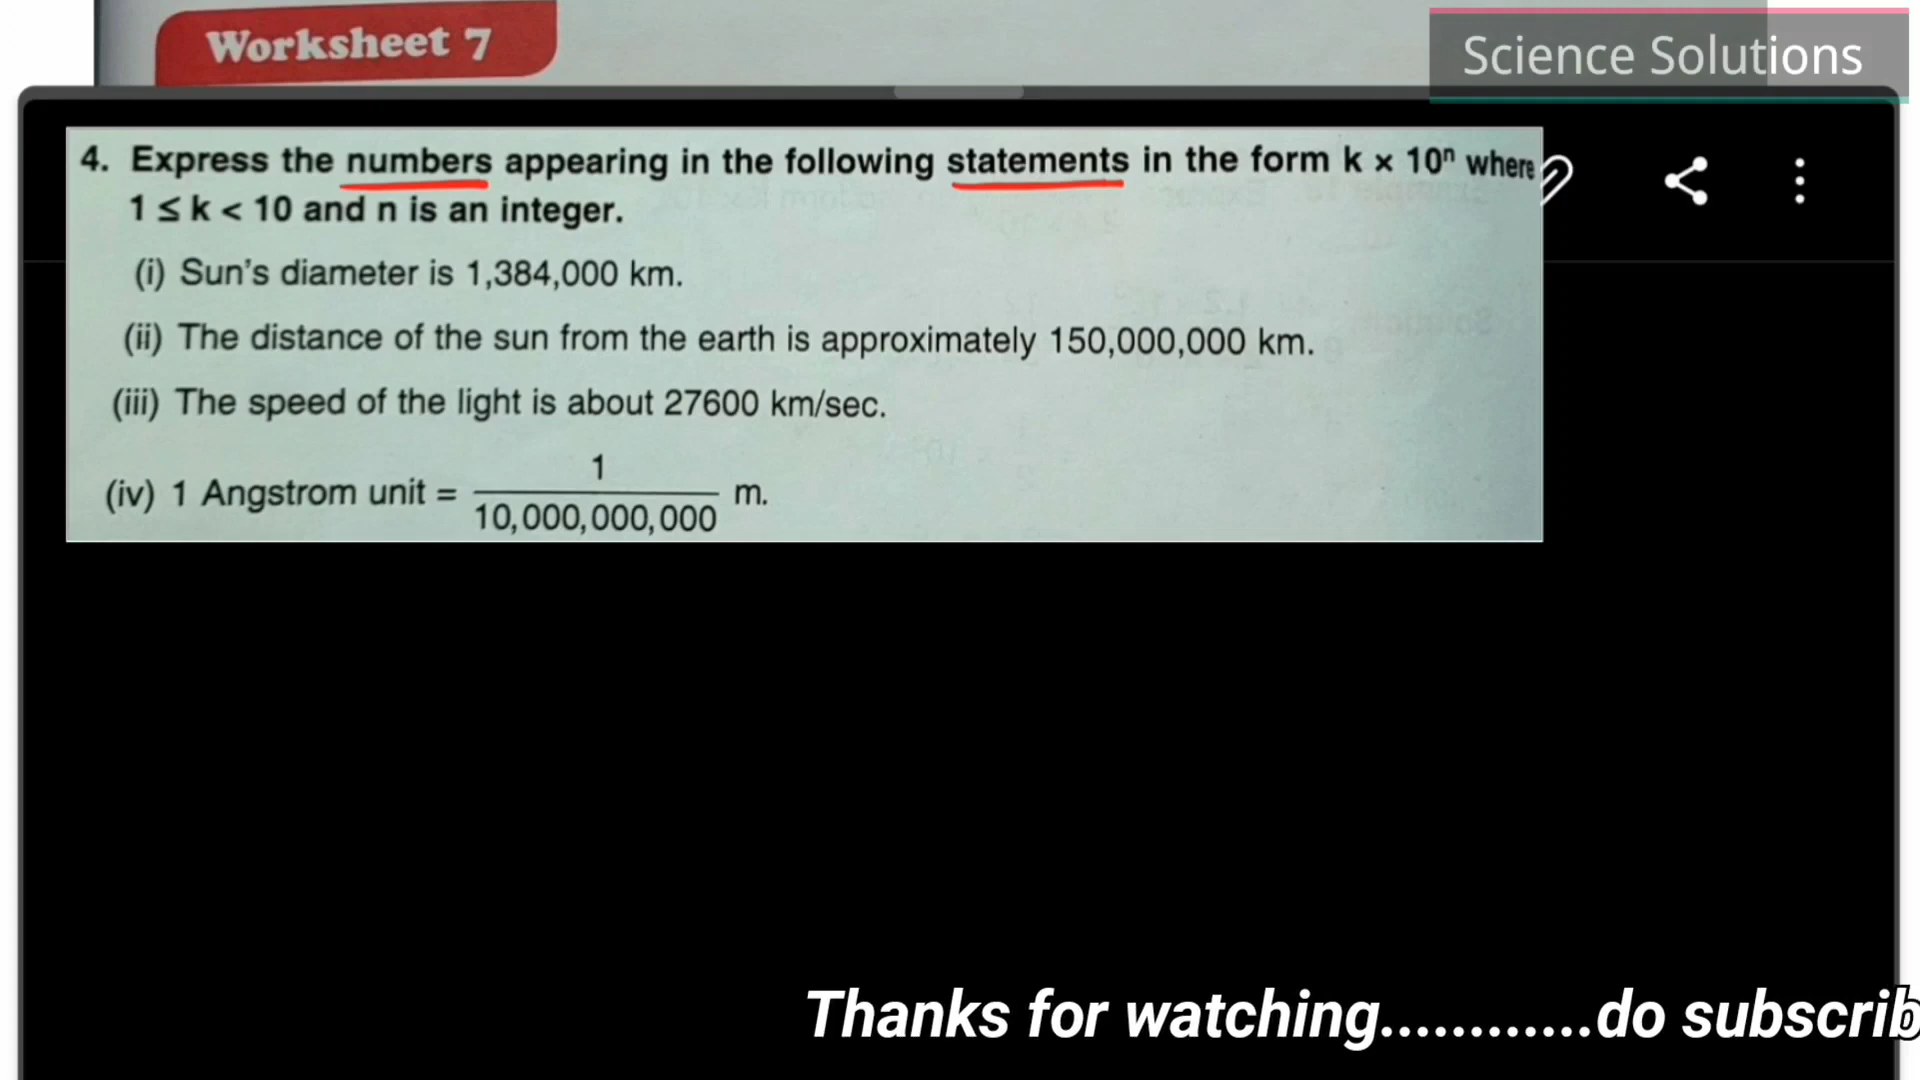 Worksheet 7
Science Solutions
4. Express the numbers appearing in the following statements in the form k × 10ⁿ where
1 ≤ k < 10 and n is an integer.
(i) Sun's diameter is 1,384,000 km.
(ii) The distance of the sun from the earth is approximately 150,000,000 km.
(iii) The speed of the light is about 27600 km/sec.
(iv) 1 Angstrom unit = 1/10,000,000,000 m.
Thanks for watching............do subscrib